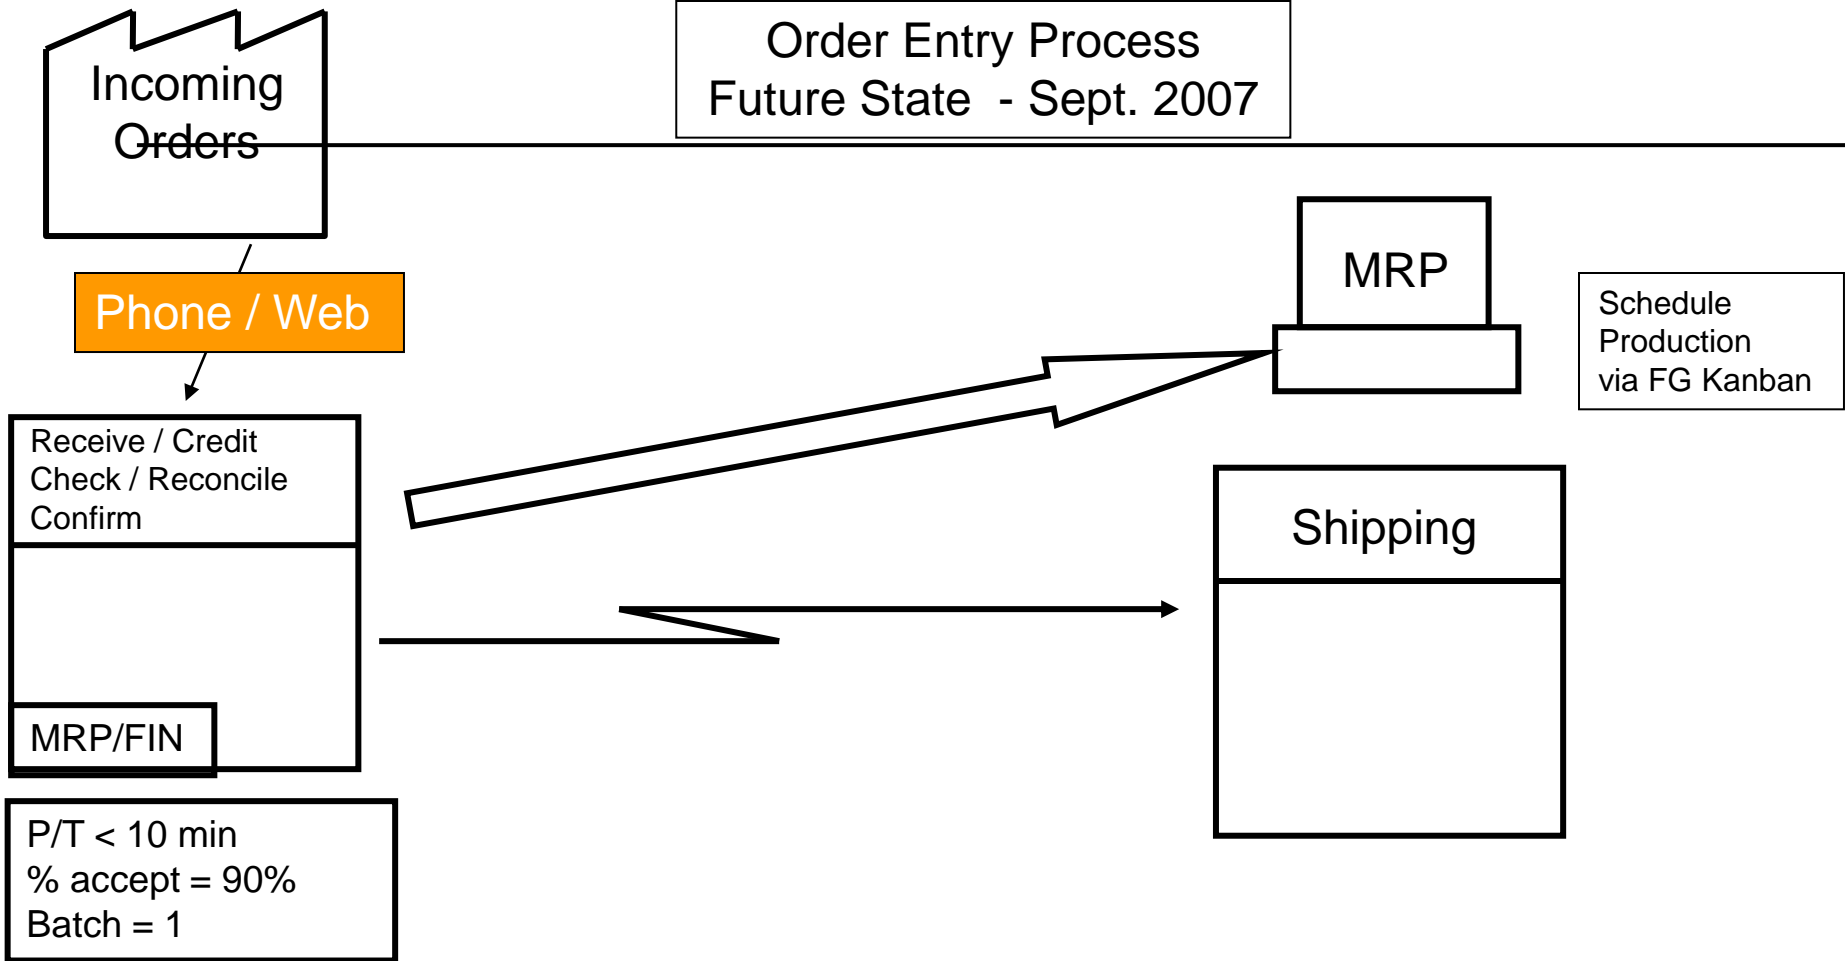 Order Entry Process
Future State - Sept. 2007
Incoming
Orders
Phone / Web
MRP
Schedule
Production
via FG Kanban
Receive / Credit
Check / Reconcile
Confirm
Shipping
MRP/FIN
P/T < 10 min
% accept = 90%
Batch = 1